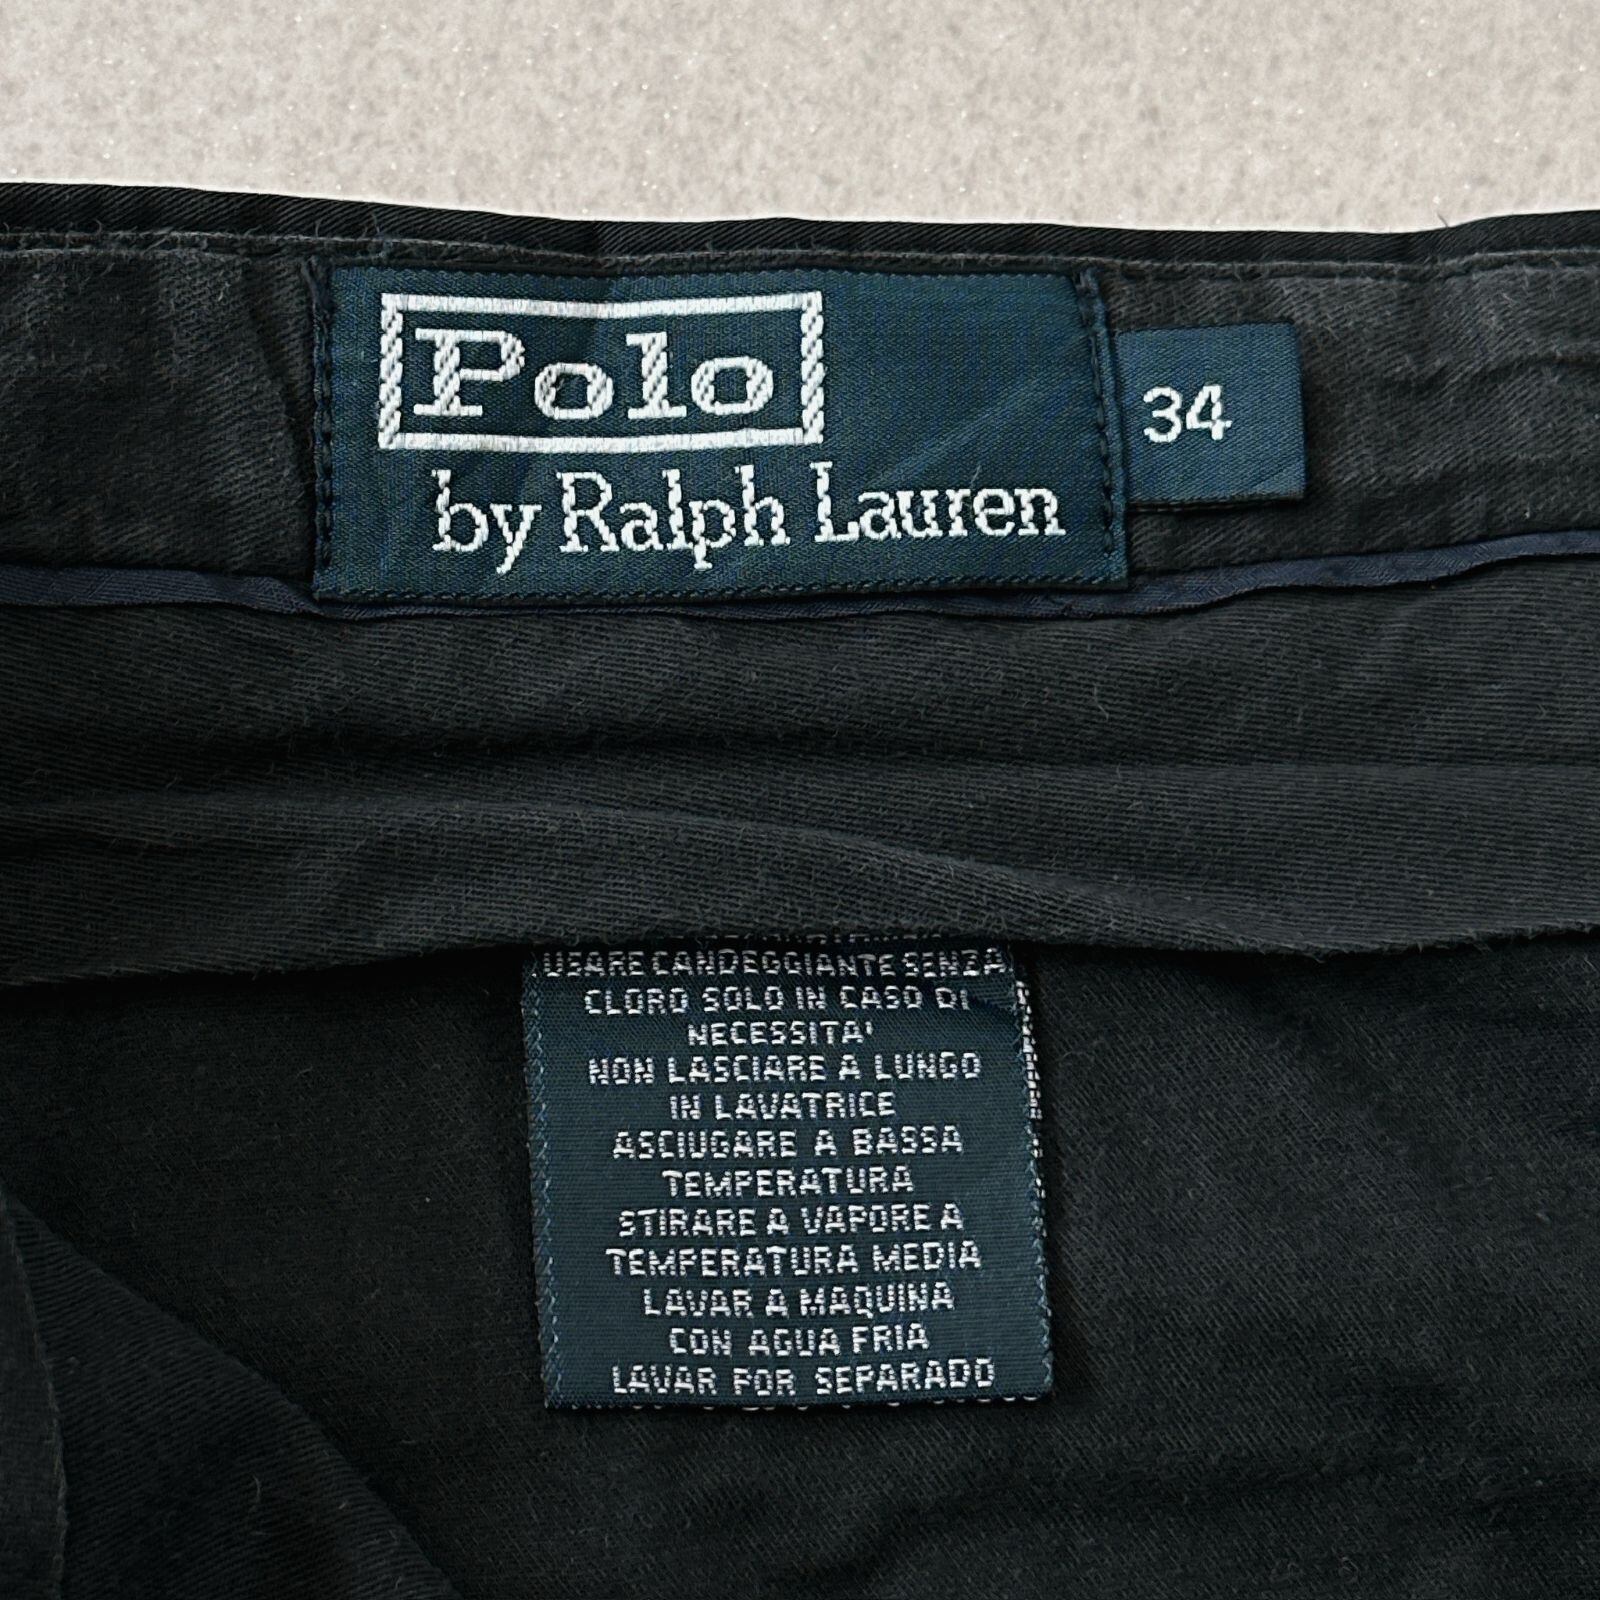 Polo
by Ralph Lauren
34
USARE CANDEGGIANTE SENZA
CLORO SOLO IN CASO DI
NECESSITA'
NON LASCIARE A LUNGO
IN LAVATRICE
ASCIUGARE A BASSA
TEMPERATURA
STIRARE A VAPORE A
TEMPERATURA MEDIA
LAVAR A MAQUINA
CON AGUA FRIA
LAVAR POR SEPARADO